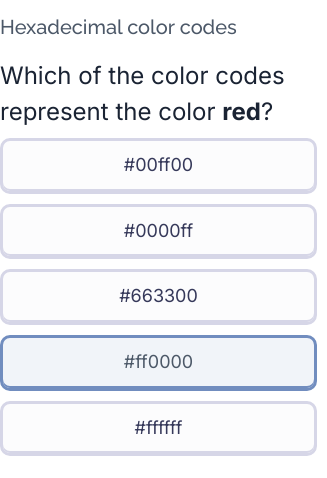 Hexadecimal color codes
Which of the color codes
represent the color red?
#00ff00
#0000ff
#663300
#ff0000
#ffffff